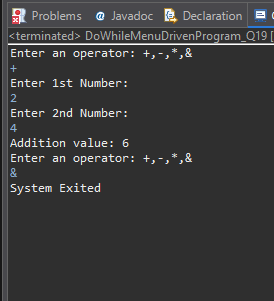 Problems @ Javadoc Declaration
<terminated> DoWhileMenuDrivenProgram_Q19 [
Enter an operator: +,-,*,&
+
Enter 1st Number:
2
Enter 2nd Number:
4
Addition value: 6
Enter an operator: +,-,*,&
&
System Exited